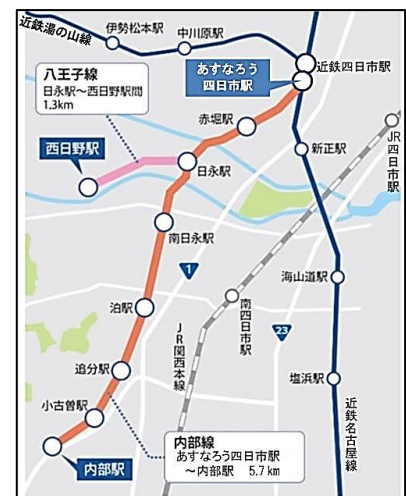 近鉄湯の山線
伊勢松本駅
中川原駅
近鉄四日市駅
あすなろう
四日市駅
八王子線
日永駅～西日野駅間
1.3km
赤堀駅
西日野駅
日永駅
新正駅
JR四日市駅
南日永駅
1
海山道駅
泊駅
南四日市駅
JR関西本線
23
追分駅
塩浜駅
小古曽駅
近鉄名古屋線
内部線
あすなろう四日市駅
～内部駅 5.7km
内部駅